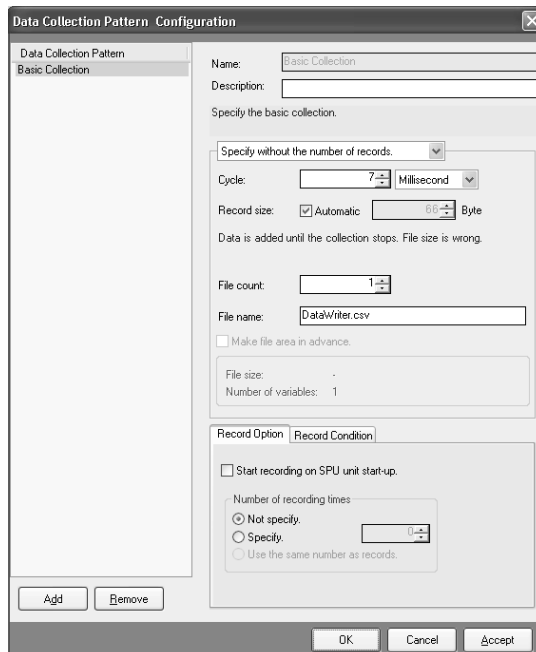 Data Collection Pattern Configuration
Data Collection Pattern
Basic Collection
Name: Basic Collection
Description:
Specify the basic collection.
Specify without the number of records.
Cycle: 7 Millisecond
Record size: Automatic 66 Byte
Data is added until the collection stops. File size is wrong.
File count: 1
File name: DataWriter.csv
Make file area in advance.
File size: -
Number of variables: 1
Record Option Record Condition
Start recording on SPU unit start-up.
Number of recording times
Not specify.
Specify. 0
Use the same number as records.
Add Remove
OK Cancel Accept